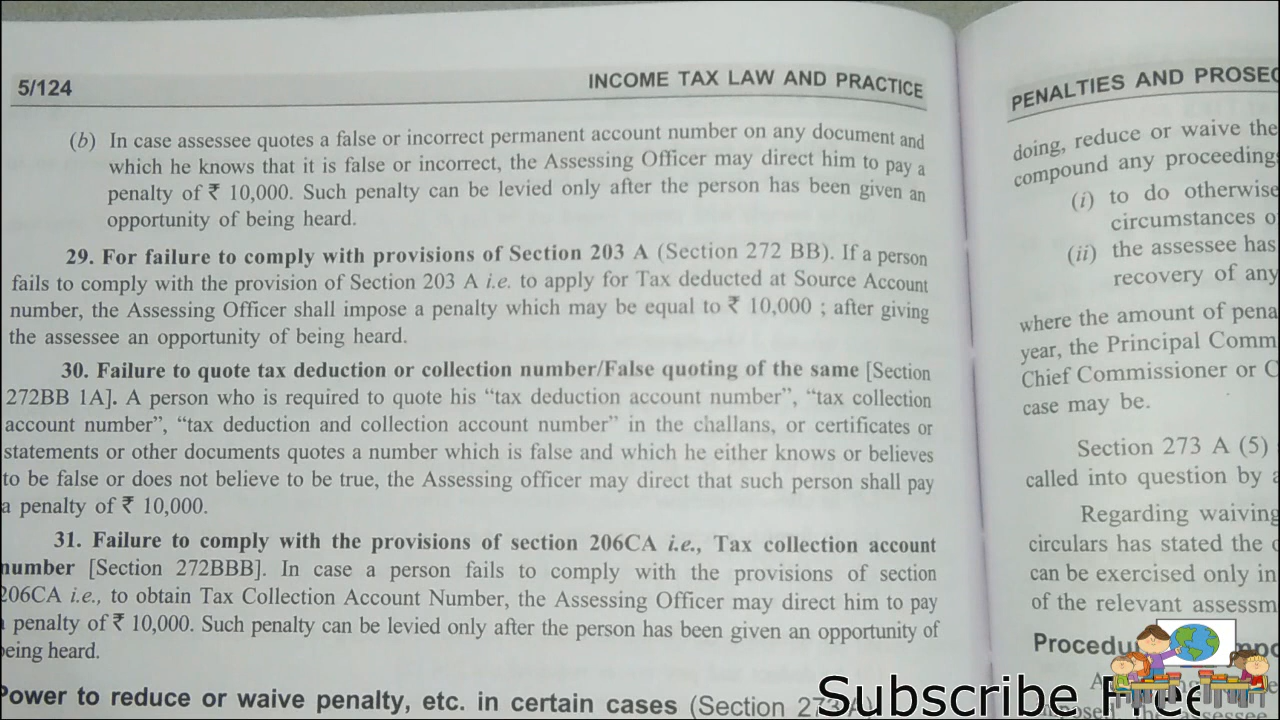 5/124
INCOME TAX LAW AND PRACTICE
(b) In case assessee quotes a false or incorrect permanent account number on any document and
which he knows that it is false or incorrect, the Assessing Officer may direct him to pay a
penalty of ₹ 10,000. Such penalty can be levied only after the person has been given an
opportunity of being heard.
29. For failure to comply with provisions of Section 203 A (Section 272 BB). If a person
fails to comply with the provision of Section 203 A i.e. to apply for Tax deducted at Source Account
number, the Assessing Officer shall impose a penalty which may be equal to ₹ 10,000 ; after giving
the assessee an opportunity of being heard.
30. Failure to quote tax deduction or collection number/False quoting of the same [Section
272BB 1A]. A person who is required to quote his “tax deduction account number”, “tax collection
account number”, “tax deduction and collection account number” in the challans, or certificates or
statements or other documents quotes a number which is false and which he either knows or believes
to be false or does not believe to be true, the Assessing officer may direct that such person shall pay
a penalty of ₹ 10,000.
31. Failure to comply with the provisions of section 206CA i.e., Tax collection account
number [Section 272BBB]. In case a person fails to comply with the provisions of section
206CA i.e., to obtain Tax Collection Account Number, the Assessing Officer may direct him to pay
penalty of ₹ 10,000. Such penalty can be levied only after the person has been given an opportunity of
being heard.
Power to reduce or waive penalty, etc. in certain cases (Section 273A)
PENALTIES AND PROSEC
doing, reduce or waive the
compound any proceeding
(i) to do otherwise
circumstances o
(ii) the assessee has
recovery of any
where the amount of pena
year, the Principal Comm
Chief Commissioner or C
case may be.
Section 273 A (5)
called into question by a
Regarding waiving
circulars has stated the
can be exercised only in
of the relevant assessm
Procedu
Subscribe Free